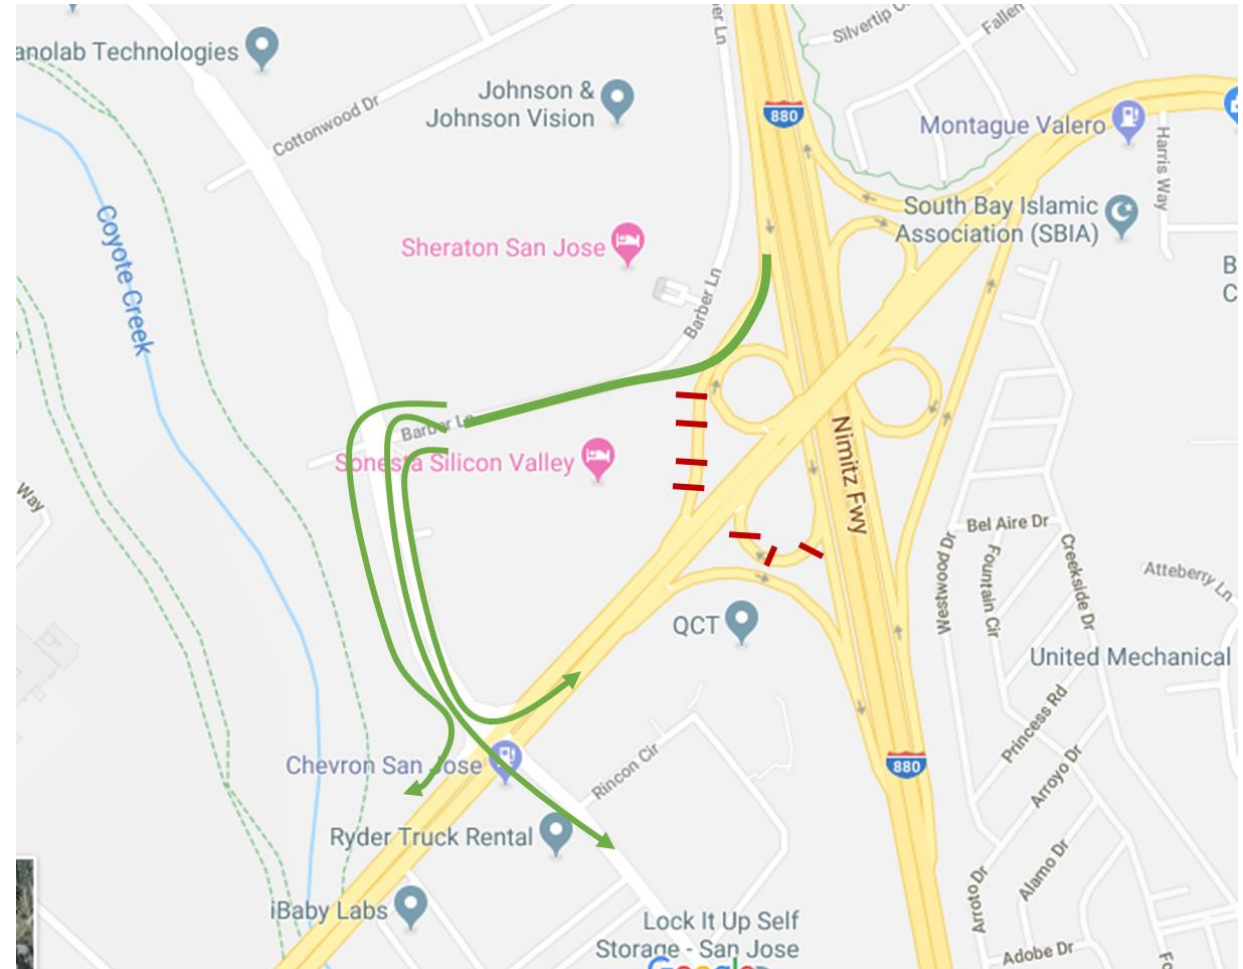 anolab Technologies
er Ln
Silvertip C
Fallen
Cottonwood Dr
Johnson &
Johnson Vision
880
Montague Valero
Harris Way
Coyote Creek
South Bay Islamic
Association (SBIA)
Sheraton San Jose
B
C
Barber Ln
Barber Ln
Sonesta Silicon Valley
Nimitz Fwy
Way
Bel Aire Dr
Westwood Dr
Fountain Cir
Creekside Dr
Atteberry Ln
QCT
United Mechanical
Princess Rd
Chevron San Jose
Rincon Cir
880
Arroyo Dr
Ryder Truck Rental
Alamo Dr
iBaby Labs
Arroto Dr
Lock It Up Self
Storage - San Jose
Adobe Dr
Fo
Google